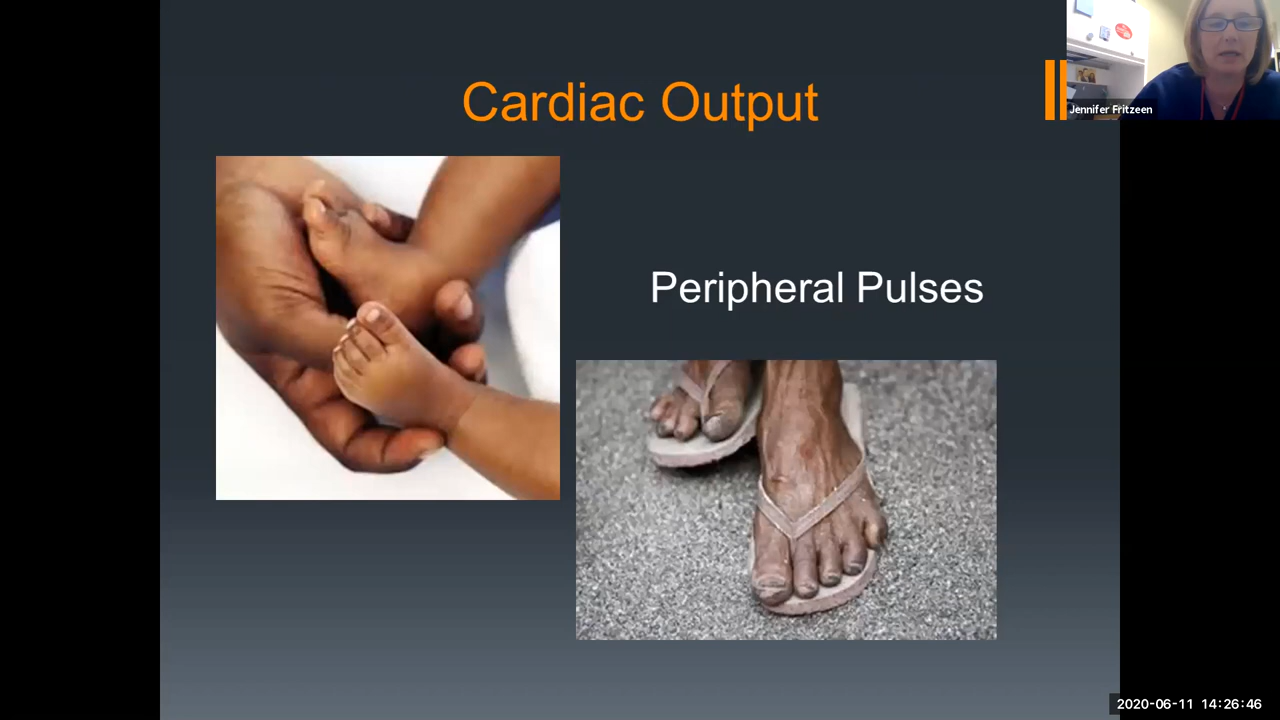 Cardiac Output
Jennifer Fritzeen
Peripheral Pulses
2020-06-11 14:26:46